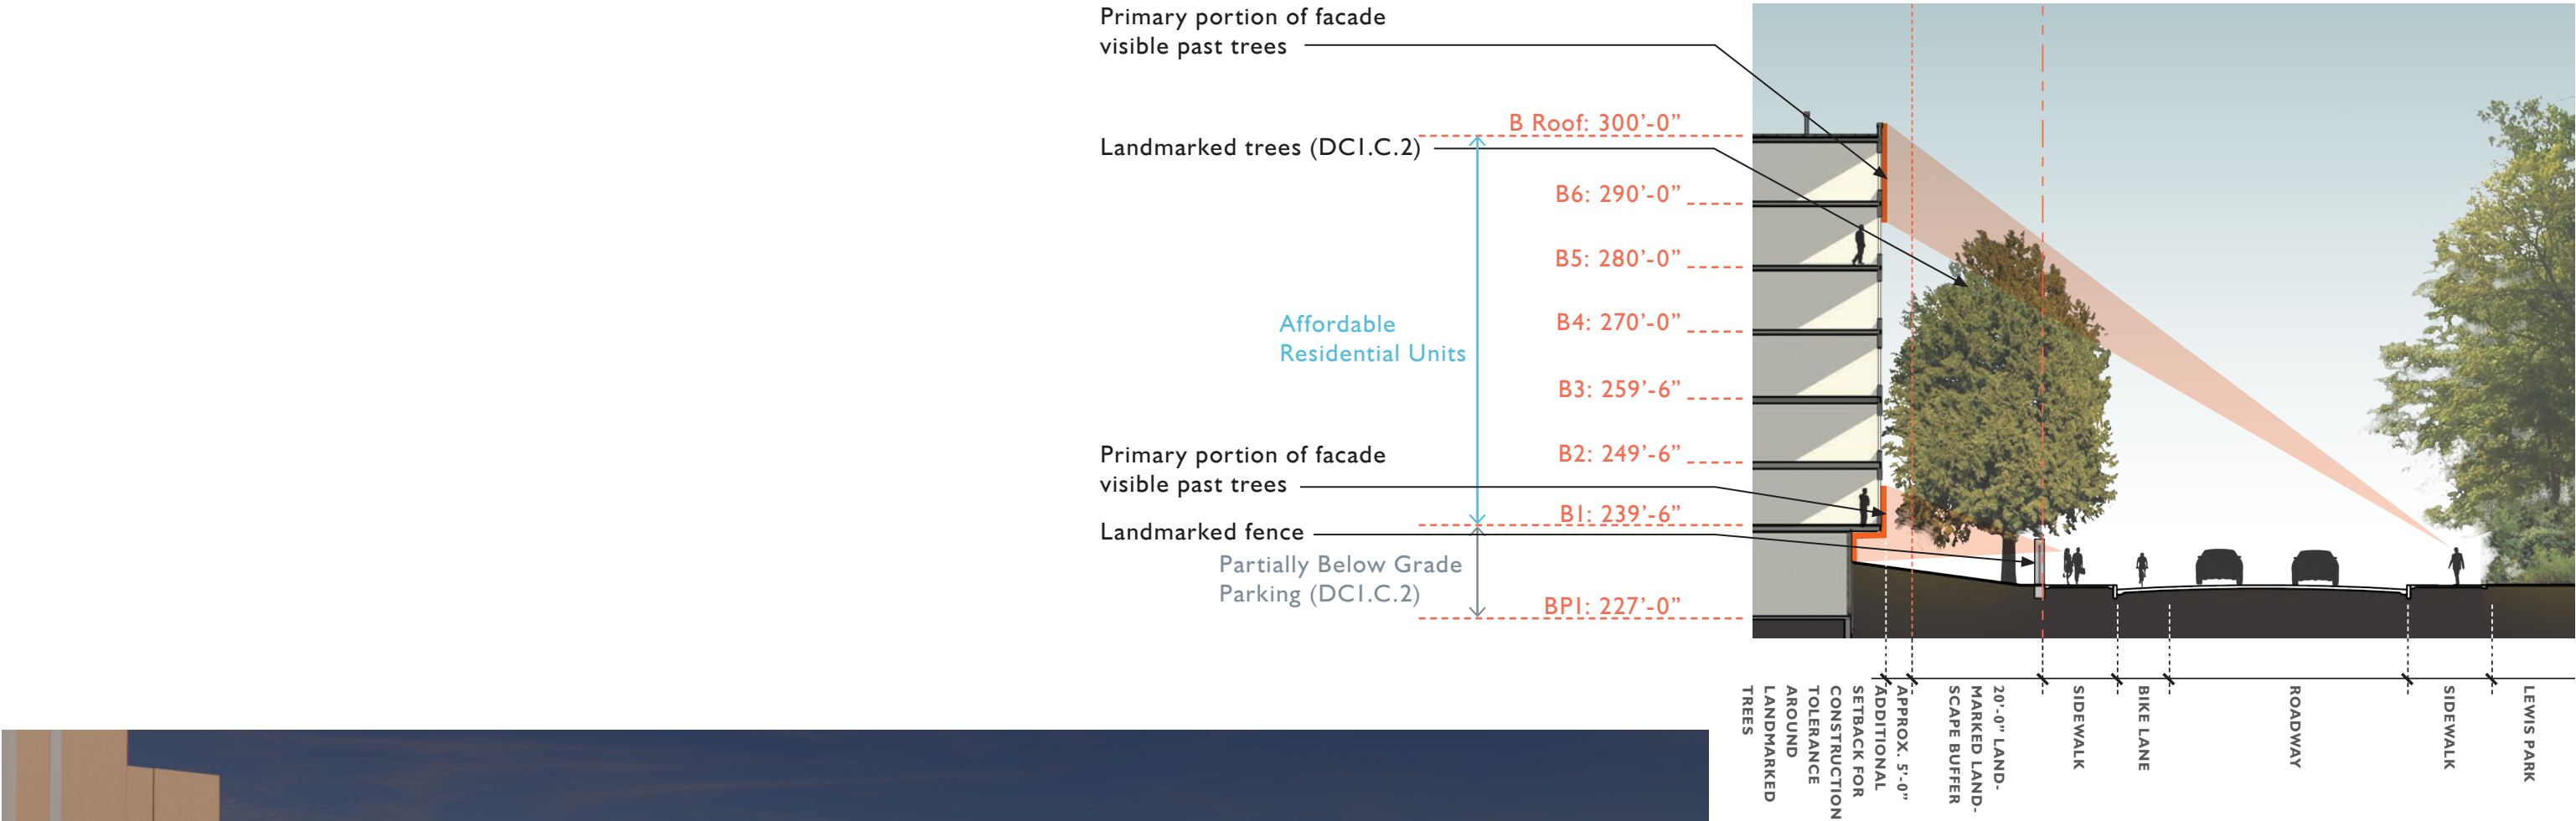 Primary portion of facade
visible past trees
B Roof: 300’-0”
Landmarked trees (DC1.C.2)
B6: 290’-0”
B5: 280’-0”
B4: 270’-0”
Affordable
Residential Units
B3: 259’-6”
B2: 249’-6”
Primary portion of facade
visible past trees
B1: 239’-6”
Landmarked fence
Partially Below Grade
Parking (DC1.C.2)
BP1: 227’-0”
APPROX. 5’-0”
ADDITIONAL
SETBACK FOR
CONSTRUCTION
TOLERANCE
AROUND
LANDMARKED
TREES
20’-0” LAND-
MARKED LAND-
SCAPE BUFFER
SIDEWALK
BIKE LANE
ROADWAY
SIDEWALK
LEWIS PARK